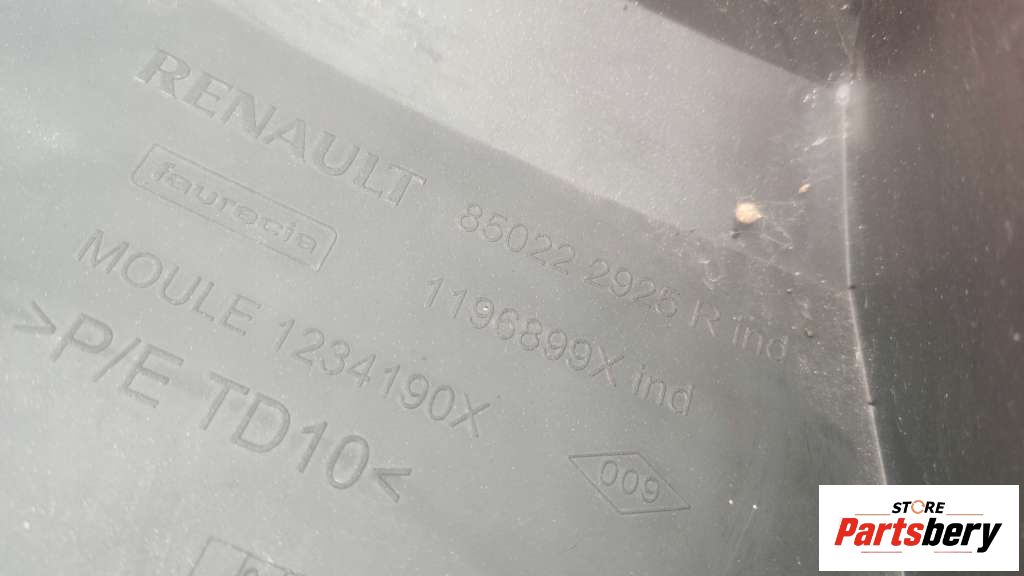 RENAULT
85022 2925 R ind
faurecia
1196899X ind
MOULE 1234190X
>P/E TD10<
009
STORE
Partsbery